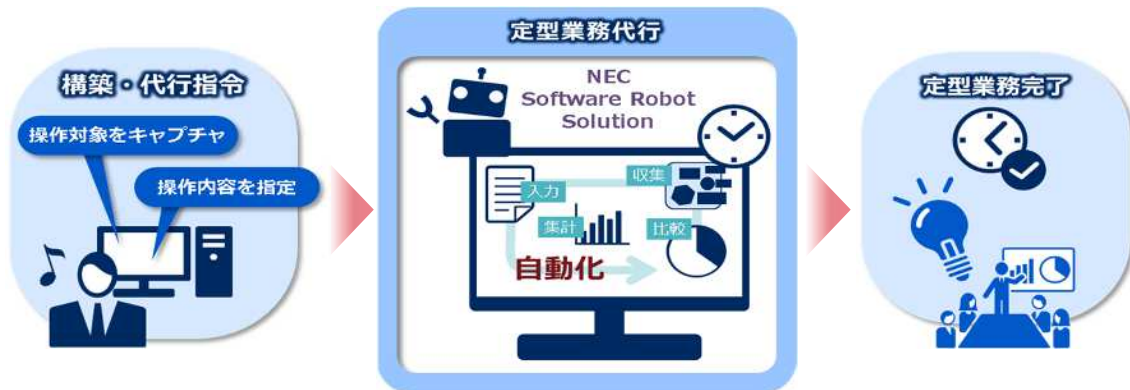 構築・代行指令
操作対象をキャプチャ
操作内容を指定
定型業務代行
NEC
Software Robot
Solution
入力
収集
集計
比較
自動化
定型業務完了